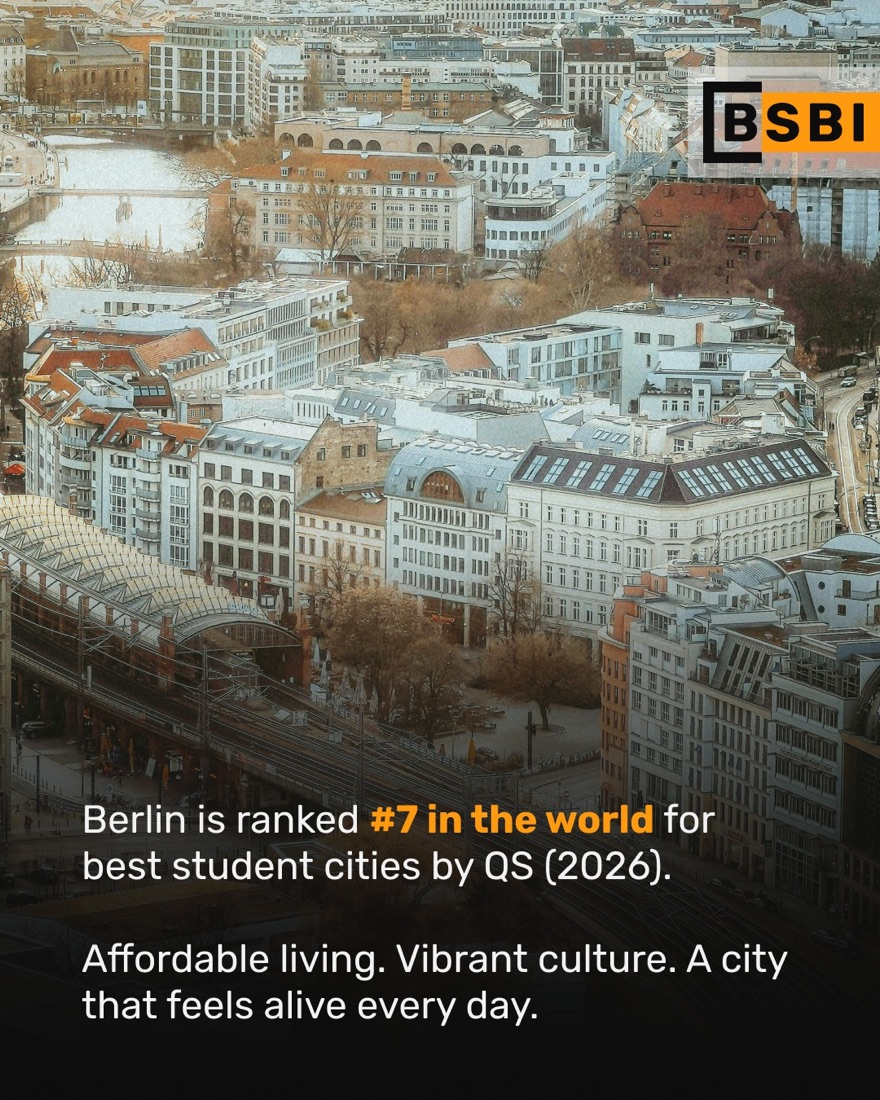 BSBI
Berlin is ranked #7 in the world for
best student cities by QS (2026).
Affordable living. Vibrant culture. A city
that feels alive every day.